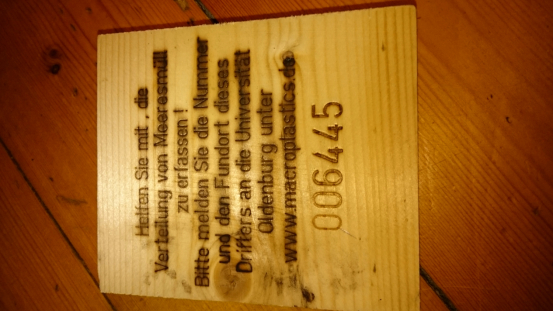 Helfen Sie mit , die
Verteilung von Meeresmüll
zu erfassen !
Bitte melden Sie die Nummer
und den Fundort dieses
Drifters an die Universität
Oldenburg unter
www.macroplastics.de
006445